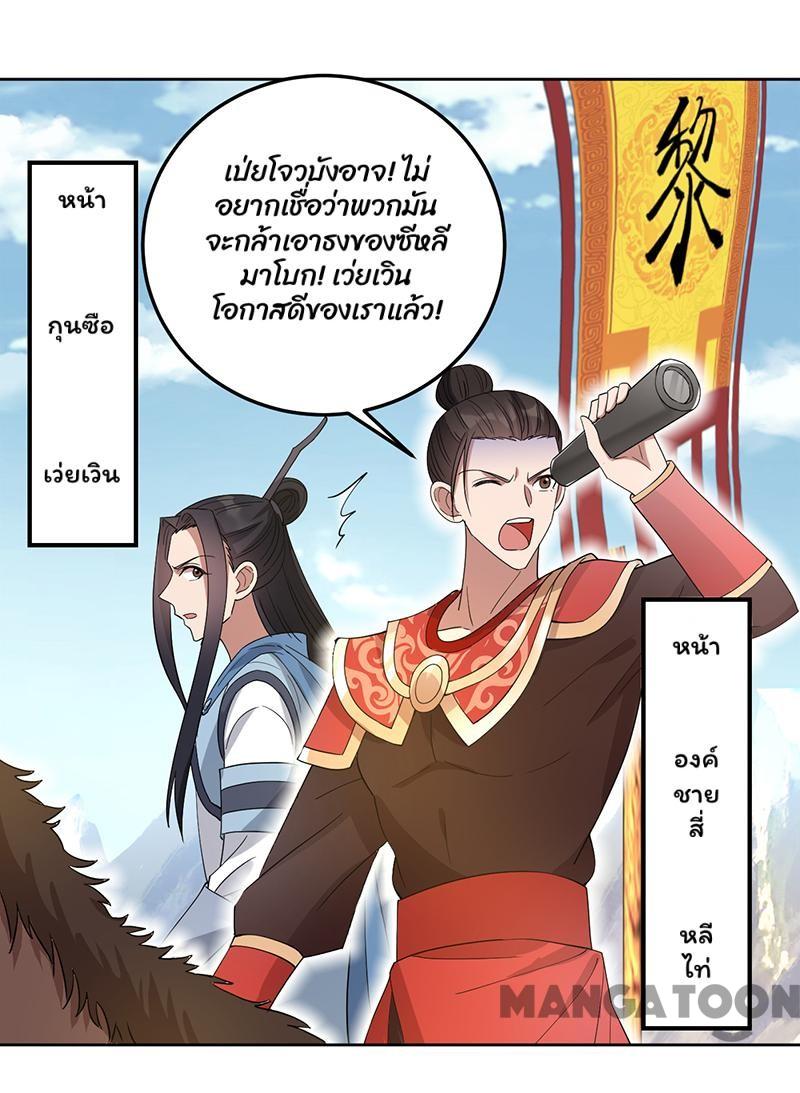 เป่ยโจวบังอาจ! ไม่
อยากเชื่อว่าพวกมัน
จะกล้าเอาธงของซีหลี
มาโบก! เว่ยเวิน
โอกาสดีของเราแล้ว!
หน้า
กุนซือ
เว่ยเวิน
黎
หน้า
องค์
ชาย
สี่
หลี
ไท่
MANGATOON